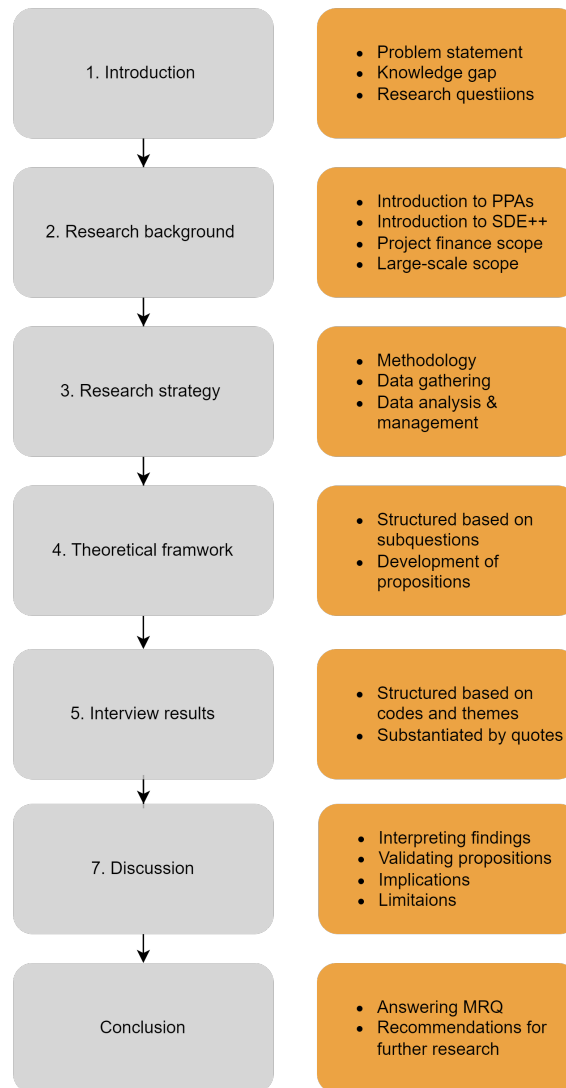 1. Introduction
• Problem statement
• Knowledge gap
• Research questiions
2. Research background
• Introduction to PPAs
• Introduction to SDE++
• Project finance scope
• Large-scale scope
3. Research strategy
• Methodology
• Data gathering
• Data analysis &
management
4. Theoretical framwork
• Structured based on
subquestions
• Development of
propositions
5. Interview results
• Structured based on
codes and themes
• Substantiated by quotes
7. Discussion
• Interpreting findings
• Validating propositions
• Implications
• Limitaions
Conclusion
• Answering MRQ
• Recommendations for
further research